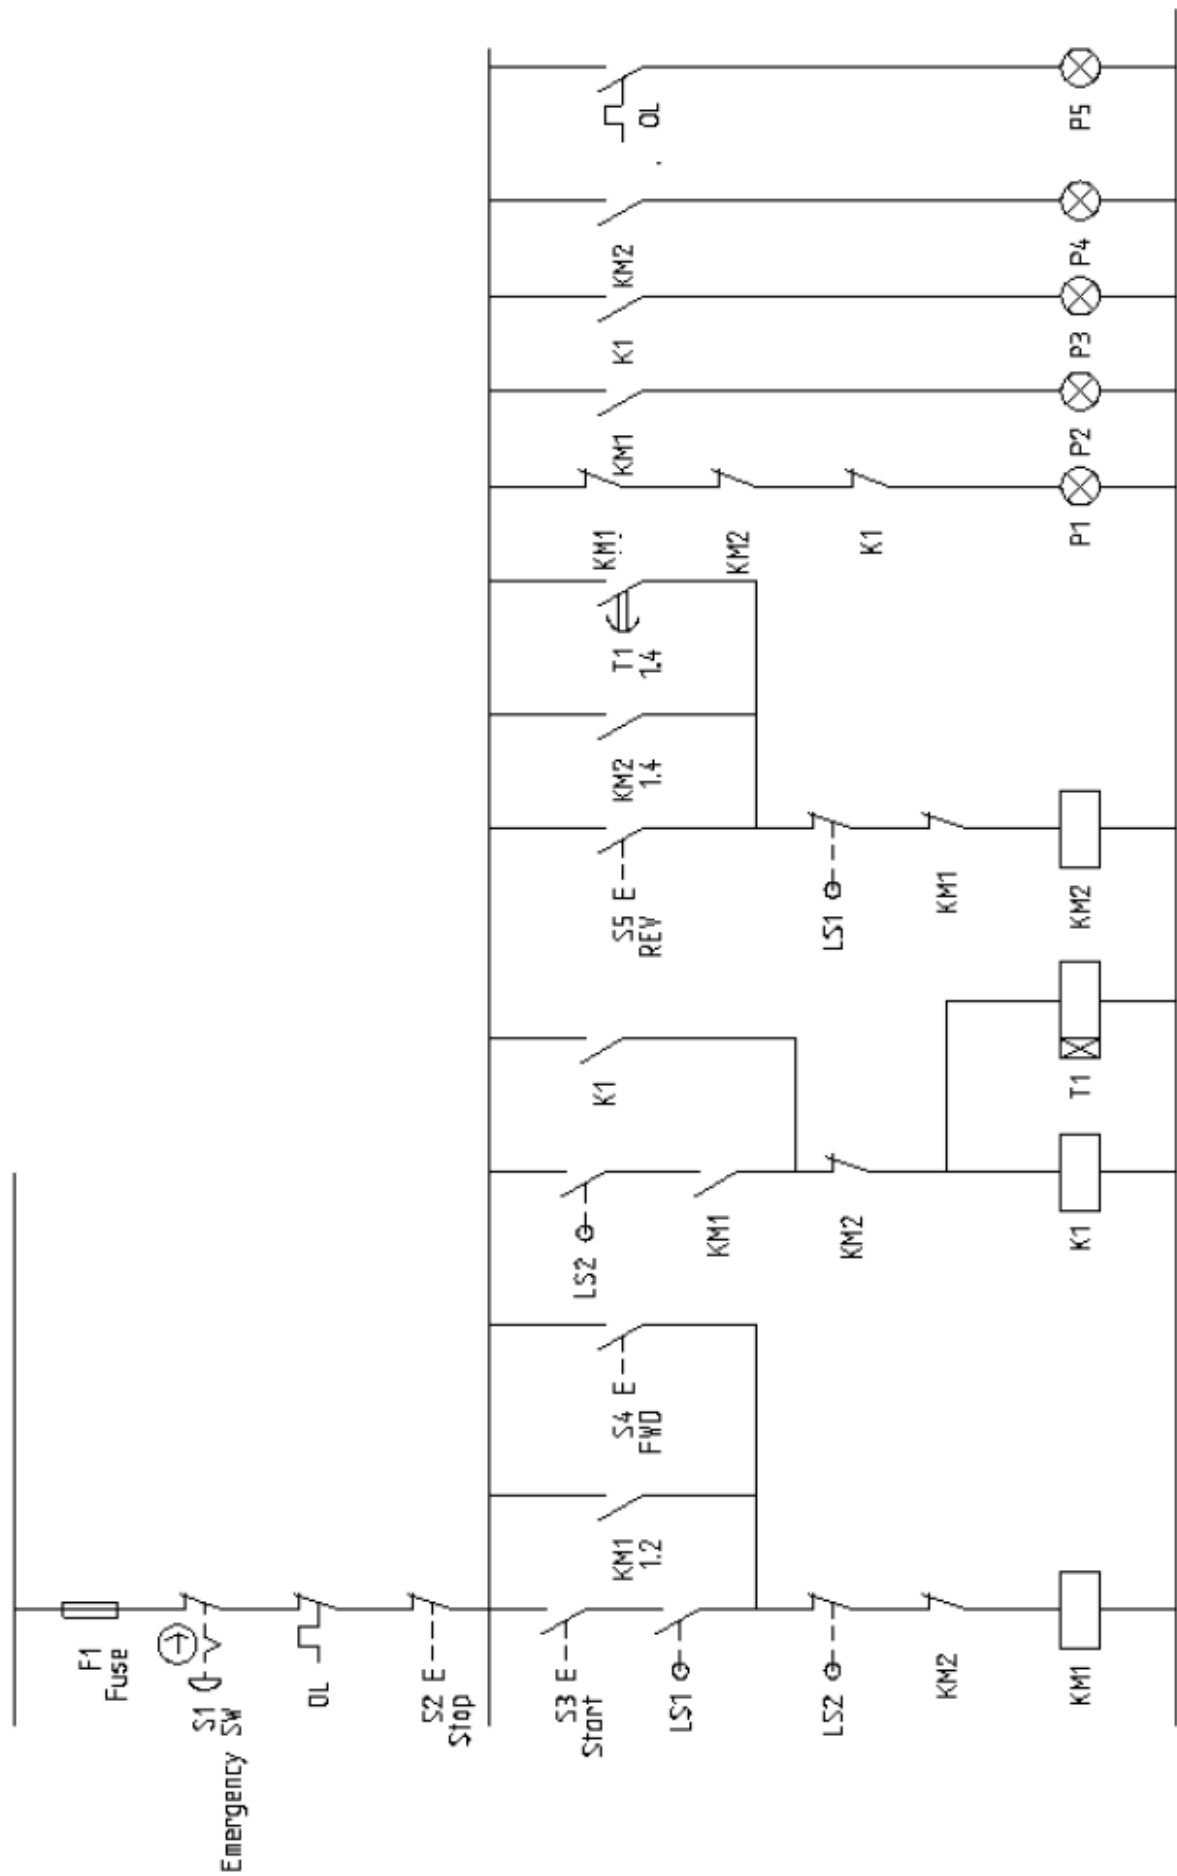 F1
Fuse
S1
Emergency SW
OL
S2
Stop
S3
Start
LS1
LS2
KM2
KM1
KM1
1.2
S4
FWD
LS2
KM1
KM2
K1
K1
T1
S5
REV
LS1
KM1
KM2
KM2
1.4
T1
1.4
KM1
KM2
K1
P1
KM1
P2
K1
P3
KM2
P4
OL
P5
E
E
E
E